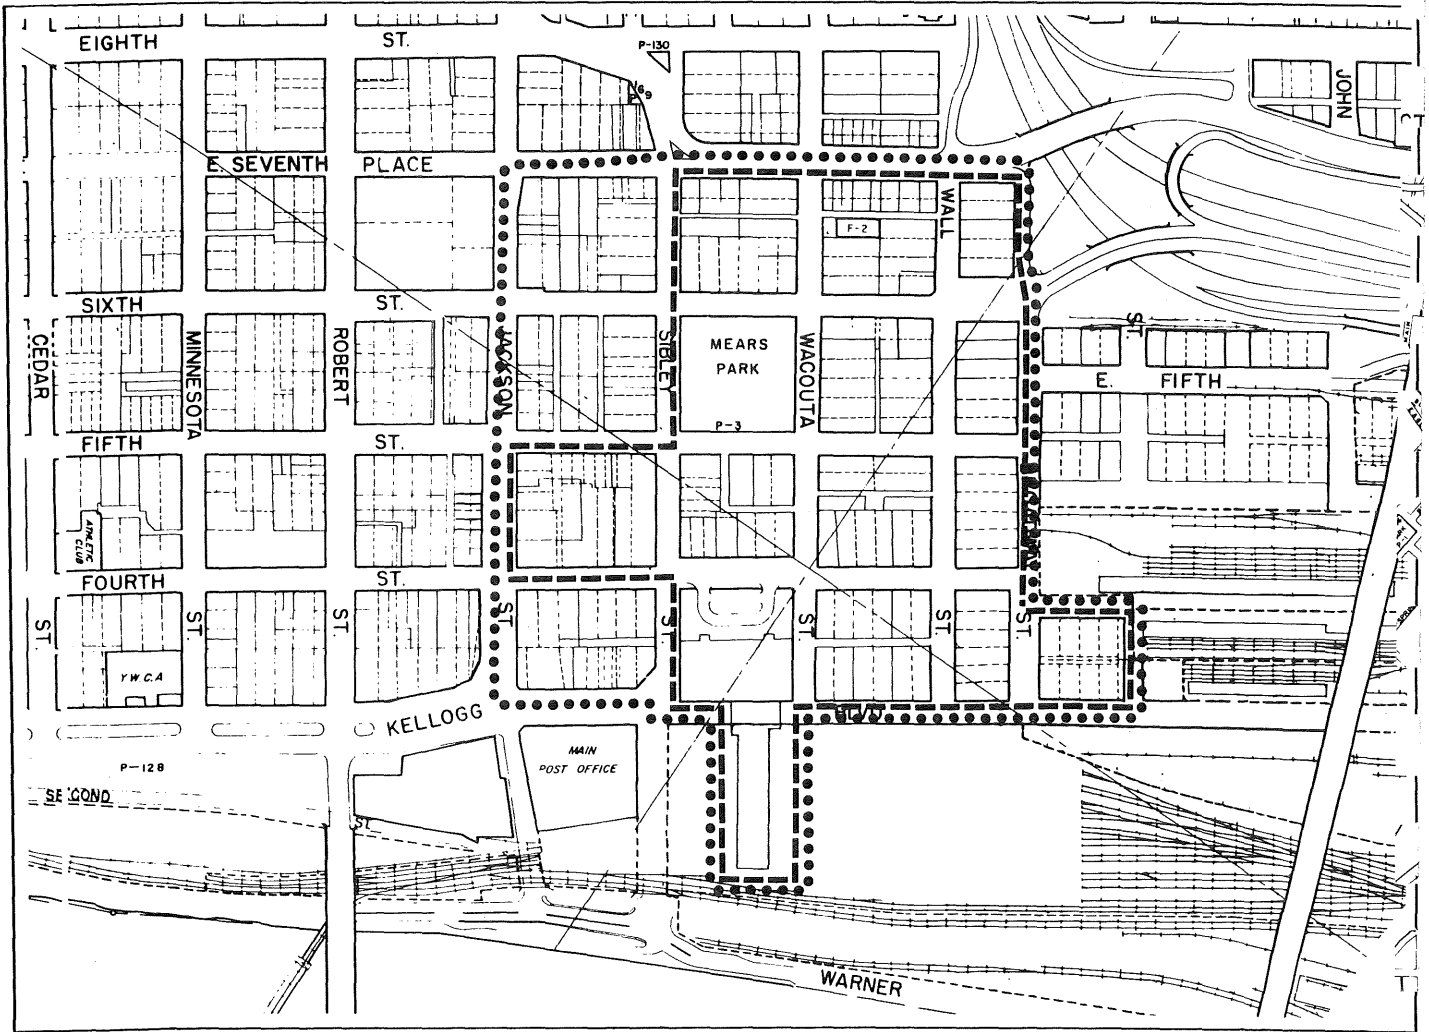 EIGHTH ST.
P-130
JOHN
E. SEVENTH PLACE
WALL
F-2
SIXTH ST.
ST.
CEDAR
MINNESOTA
ROBERT
JACKSON
SIBLEY
MEARS
PARK
WACOUTA
E. FIFTH
P-3
FIFTH ST.
ATHLETIC
CLUB
FOURTH ST.
ST.
ST.
ST.
ST.
ST.
ST.
ST.
ST.
Y.W.C.A
KELLOGG
BLVD
MAIN
POST OFFICE
P-128
SECOND
ST.
WARNER